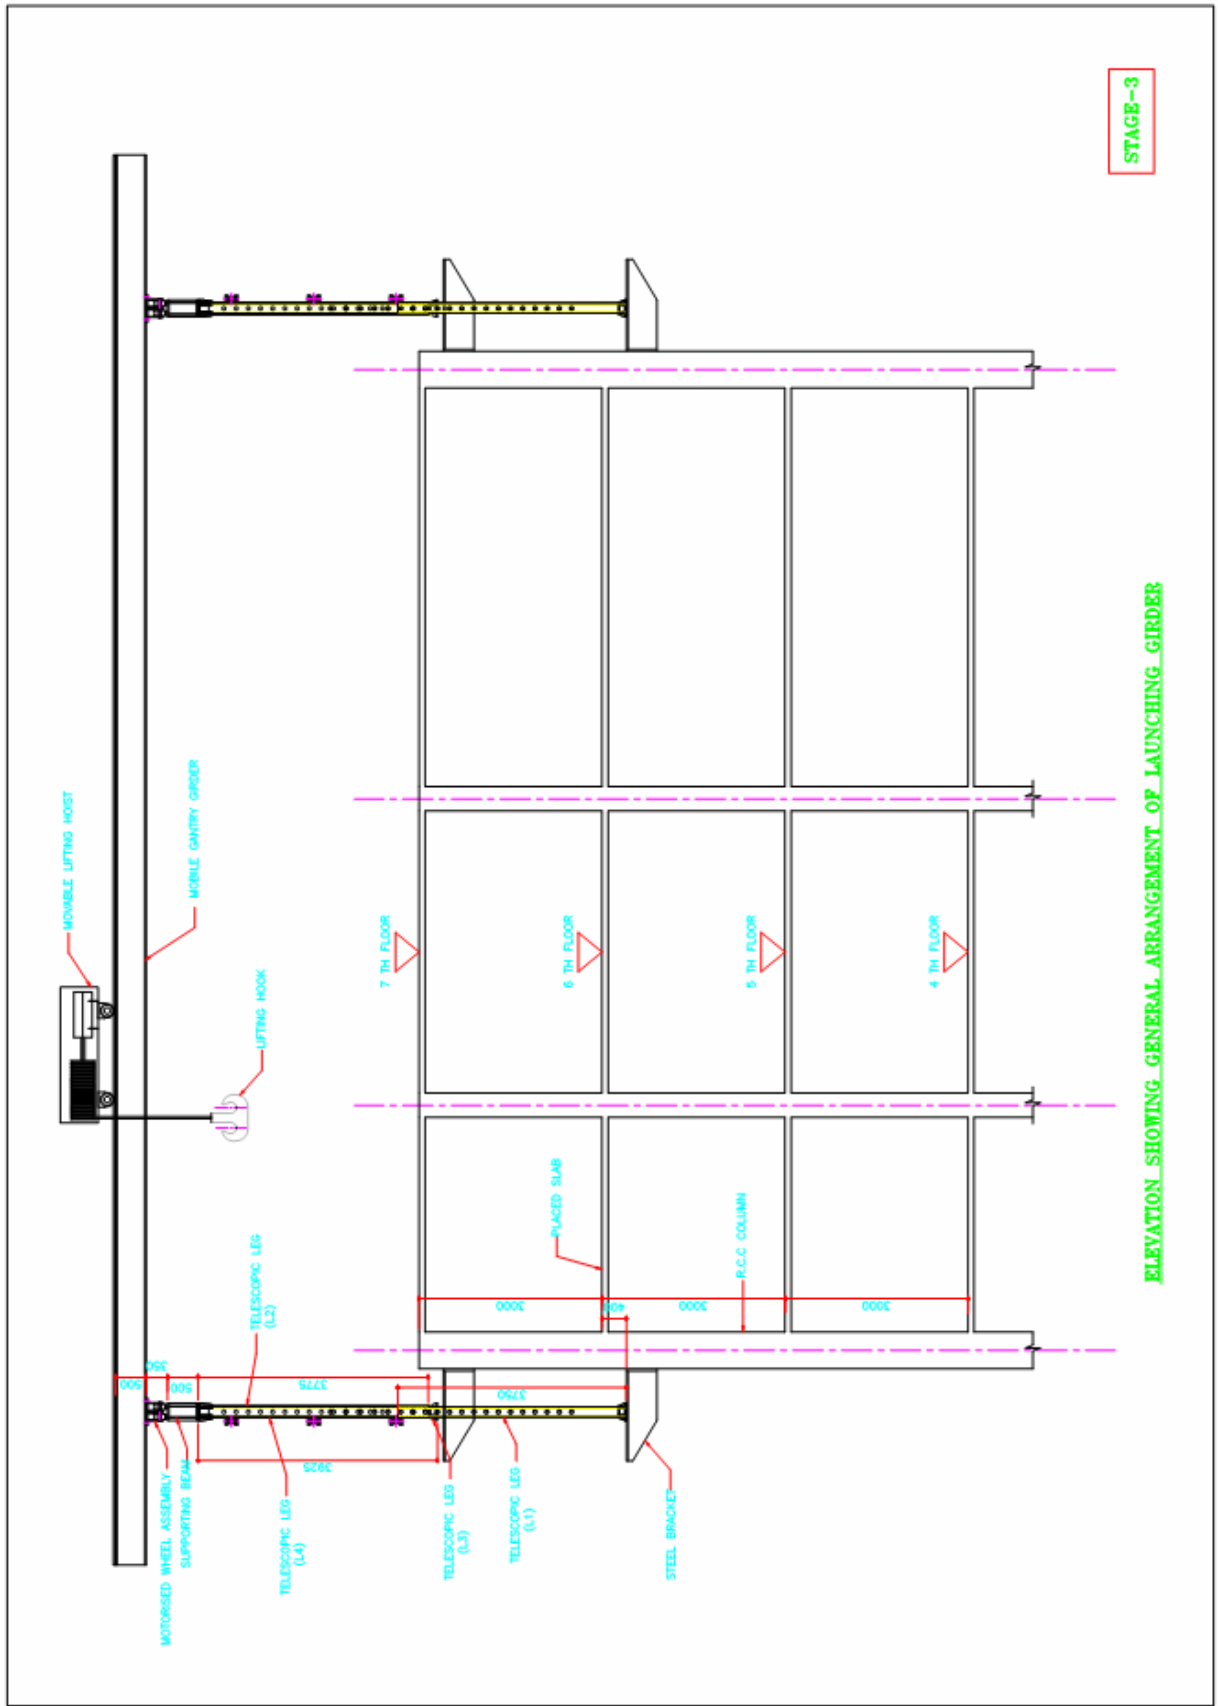 STAGE-3
MOVABLE LIFTING HOIST
MOBILE GANTRY GIRDER
LIFTING HOOK
7 TH FLOOR
6 TH FLOOR
5 TH FLOOR
4 TH FLOOR
PLACED SLAB
R.C.C COLUMN
3000
3000
3000
400
500
350
500
3775
3750
3925
TELESCOPIC LEG
(L2)
MOTORISED WHEEL ASSEMBLY
SUPPORTING BEAM
TELESCOPIC LEG
(L4)
TELESCOPIC LEG
(L3)
TELESCOPIC LEG
(L1)
STEEL BRACKET
ELEVATION SHOWING GENERAL ARRANGEMENT OF LAUNCHING GIRDER